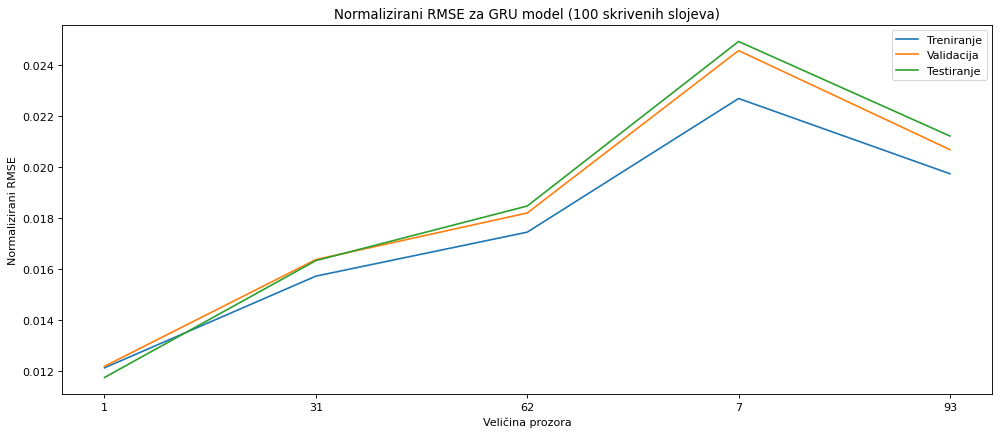 Normalizirani RMSE za GRU model (100 skrivenih slojeva)
Treniranje
Validacija
Testiranje
Normalizirani RMSE
0.024
0.022
0.020
0.018
0.016
0.014
0.012
1 31 62 7 93
Veličina prozora